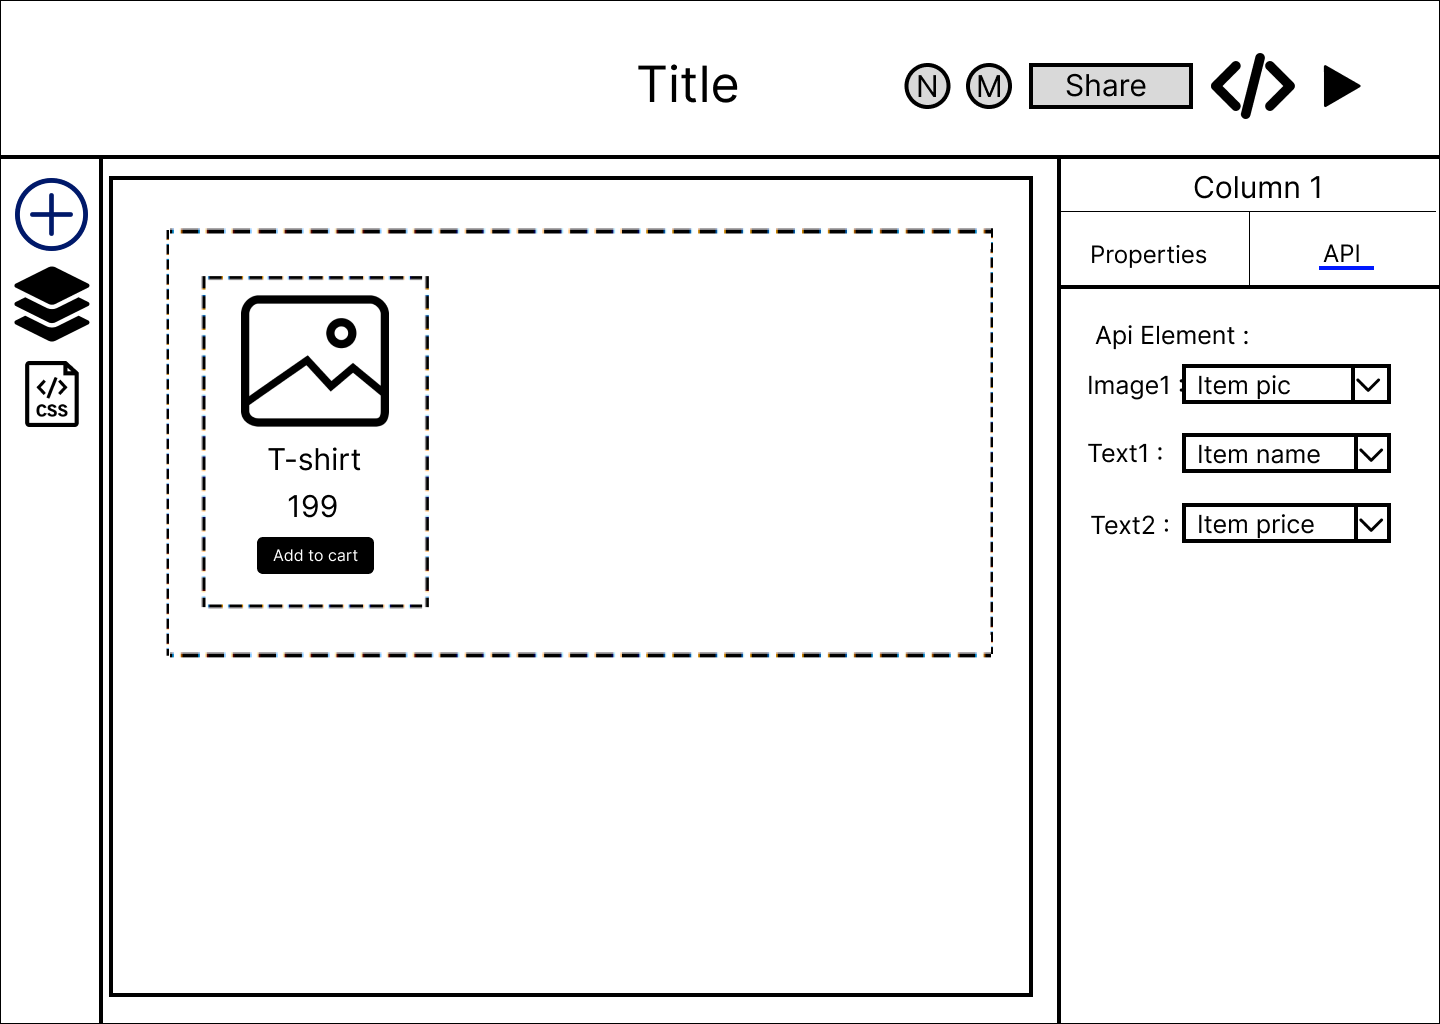 Title
N
M
Share
</>
Column 1
Properties
API
</>
CSS
Api Element :
Image1 :
Item pic
Text1 :
Item name
Text2 :
Item price
T-shirt
199
Add to cart